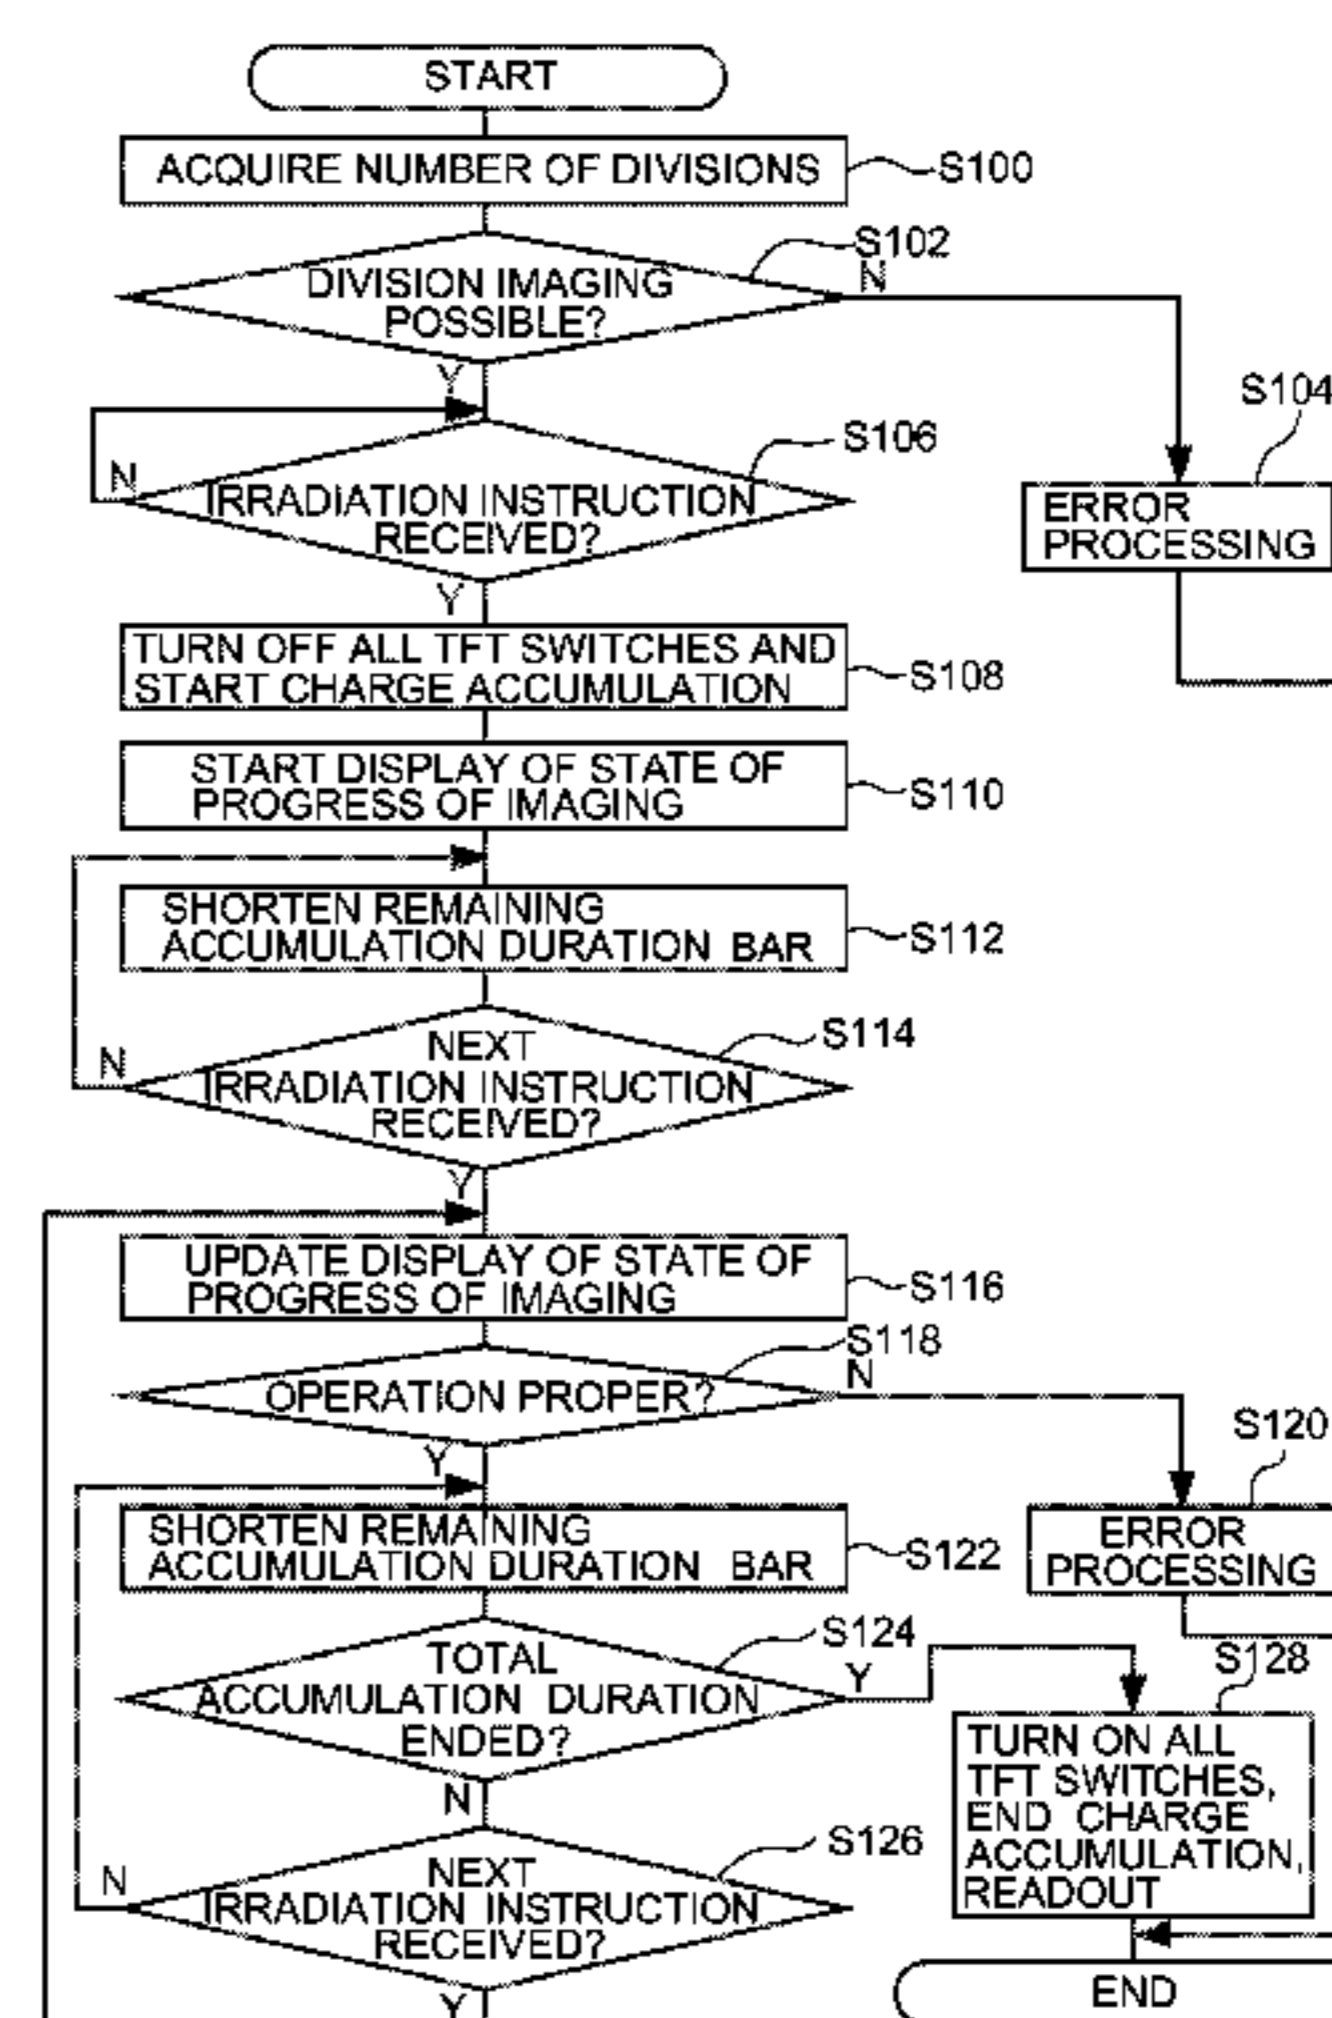 START
ACQUIRE NUMBER OF DIVISIONS
S100
S102
DIVISION IMAGING
POSSIBLE?
N
Y
S104
ERROR
PROCESSING
S106
N
IRRADIATION INSTRUCTION
RECEIVED?
Y
TURN OFF ALL TFT SWITCHES AND
START CHARGE ACCUMULATION
S108
START DISPLAY OF STATE OF
PROGRESS OF IMAGING
S110
SHORTEN REMAINING
ACCUMULATION DURATION BAR
S112
S114
NEXT
N
IRRADIATION INSTRUCTION
RECEIVED?
Y
UPDATE DISPLAY OF STATE OF
PROGRESS OF IMAGING
S116
S118
N
OPERATION PROPER?
Y
S120
ERROR
PROCESSING
SHORTEN REMAINING
ACCUMULATION DURATION BAR
S122
S124
TOTAL
ACCUMULATION DURATION
ENDED?
Y
N
S128
TURN ON ALL
TFT SWITCHES,
END CHARGE
ACCUMULATION,
READOUT
S126
N
NEXT
IRRADIATION INSTRUCTION
RECEIVED?
Y
END